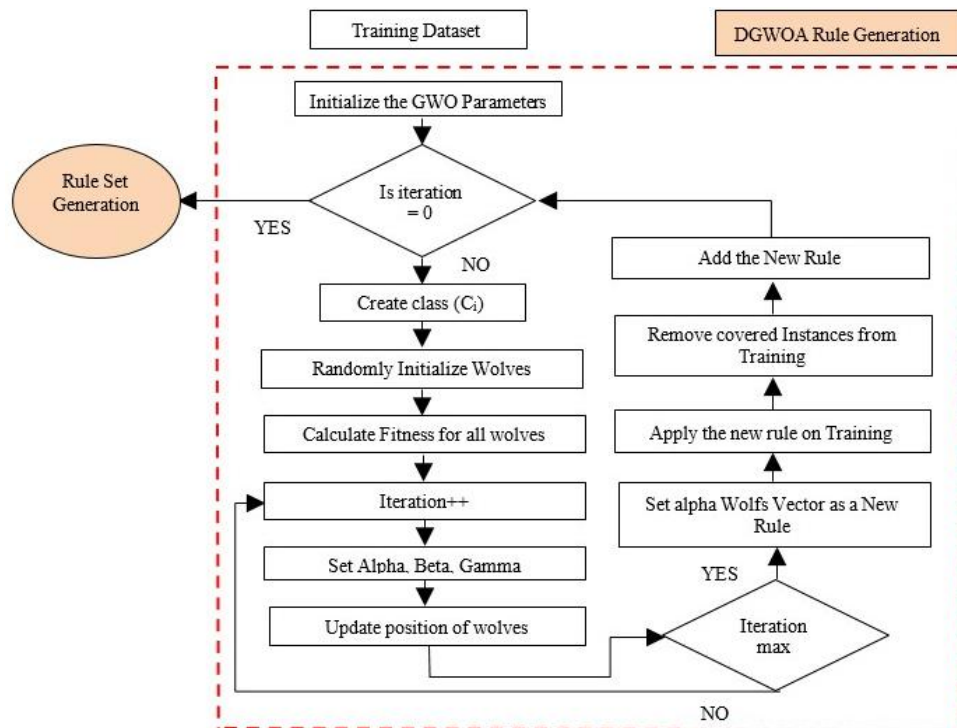 Training Dataset
DGWOA Rule Generation
Initialize the GWO Parameters
Is iteration
= 0
YES
Rule Set
Generation
NO
Create class (Cᵢ)
Randomly Initialize Wolves
Calculate Fitness for all wolves
Iteration++
Set Alpha, Beta, Gamma
Update position of wolves
Iteration
max
NO
YES
Set alpha Wolfs Vector as a New
Rule
Apply the new rule on Training
Remove covered Instances from
Training
Add the New Rule